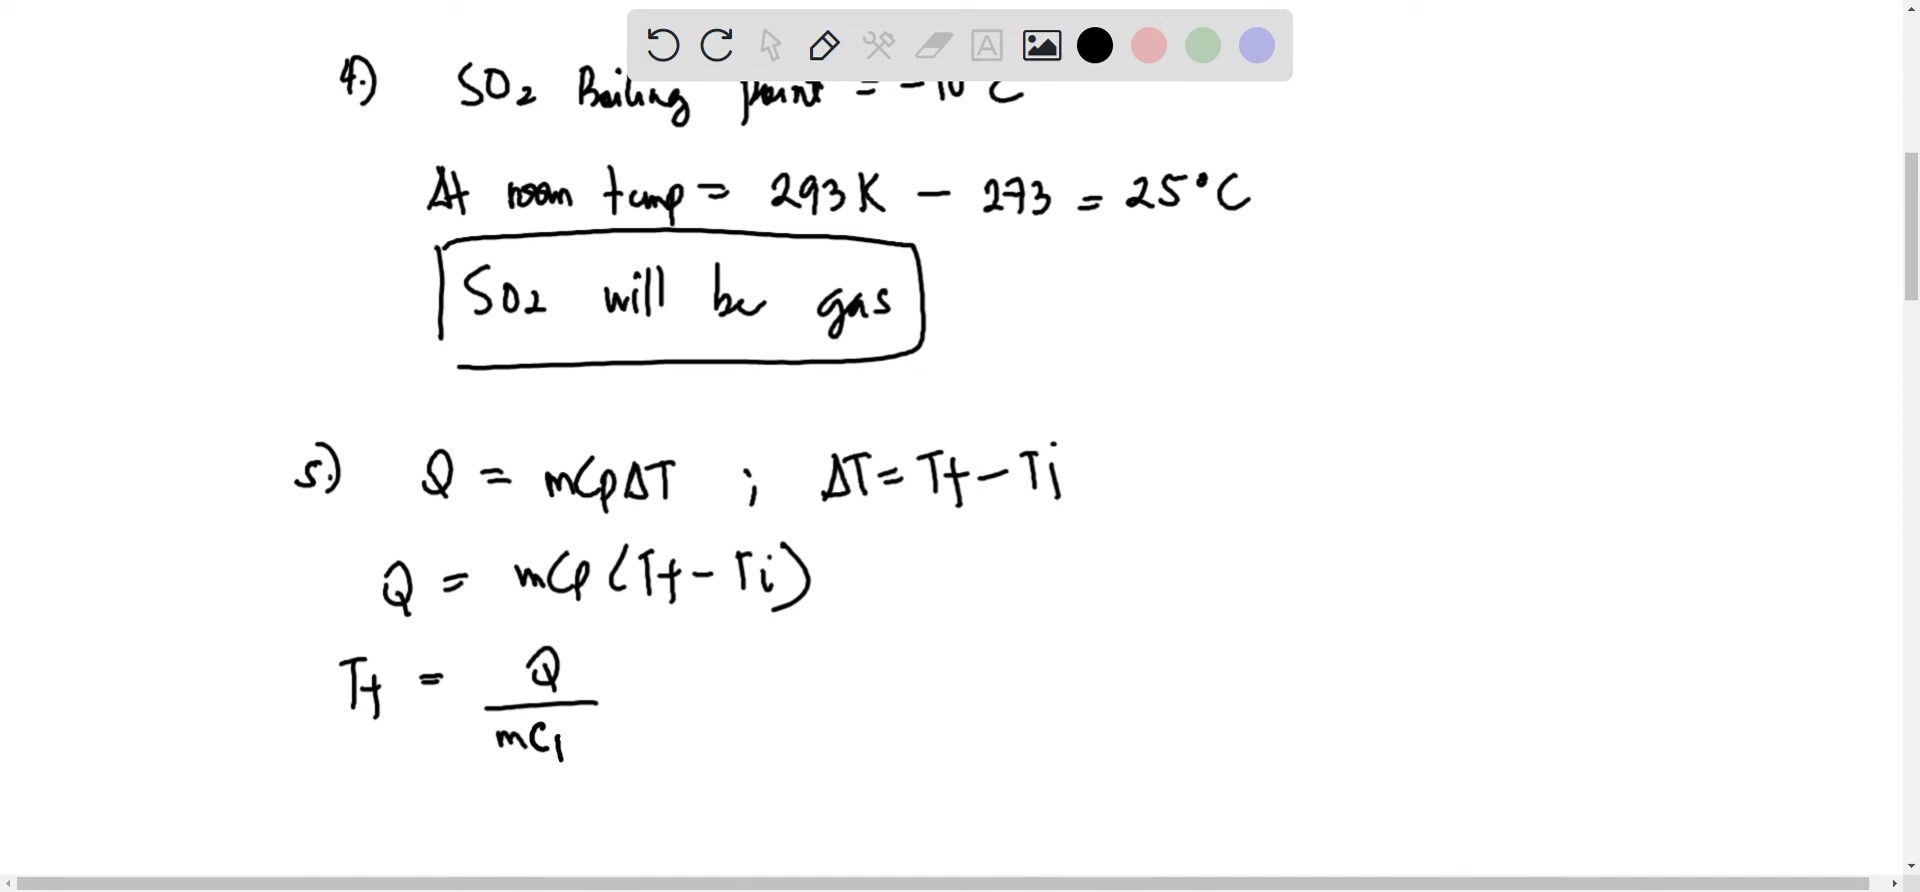 4.) SO2 Boiling point = -10°C
At room temp = 293K - 273 = 25°C
SO2 will be gas
5.) Q = mCpΔT ; ΔT = Tf - Ti
Q = mCp(Tf - Ti)
Tf = Q / mC